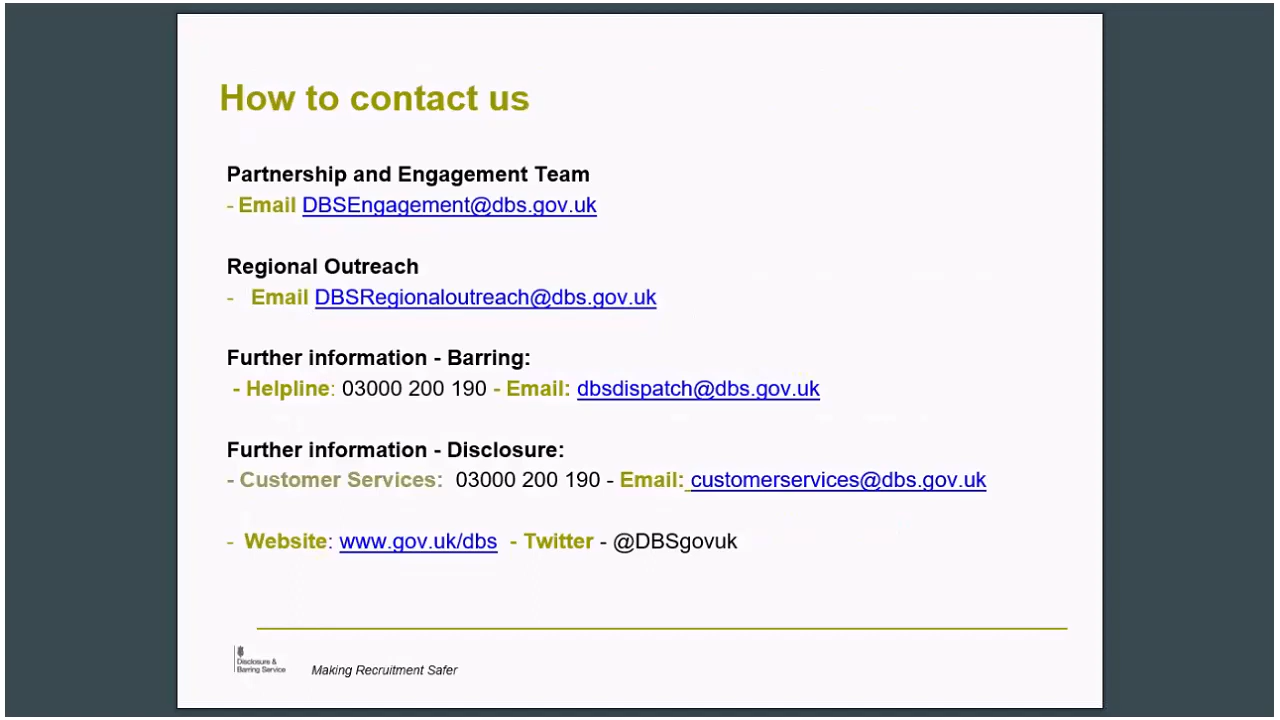 How to contact us
Partnership and Engagement Team
- Email DBSEngagement@dbs.gov.uk
Regional Outreach
- Email DBSRegionaloutreach@dbs.gov.uk
Further information - Barring:
- Helpline: 03000 200 190 - Email: dbsdispatch@dbs.gov.uk
Further information - Disclosure:
- Customer Services: 03000 200 190 - Email: customerservices@dbs.gov.uk
- Website: www.gov.uk/dbs - Twitter - @DBSgovuk
Disclosure &
Barring Service
Making Recruitment Safer